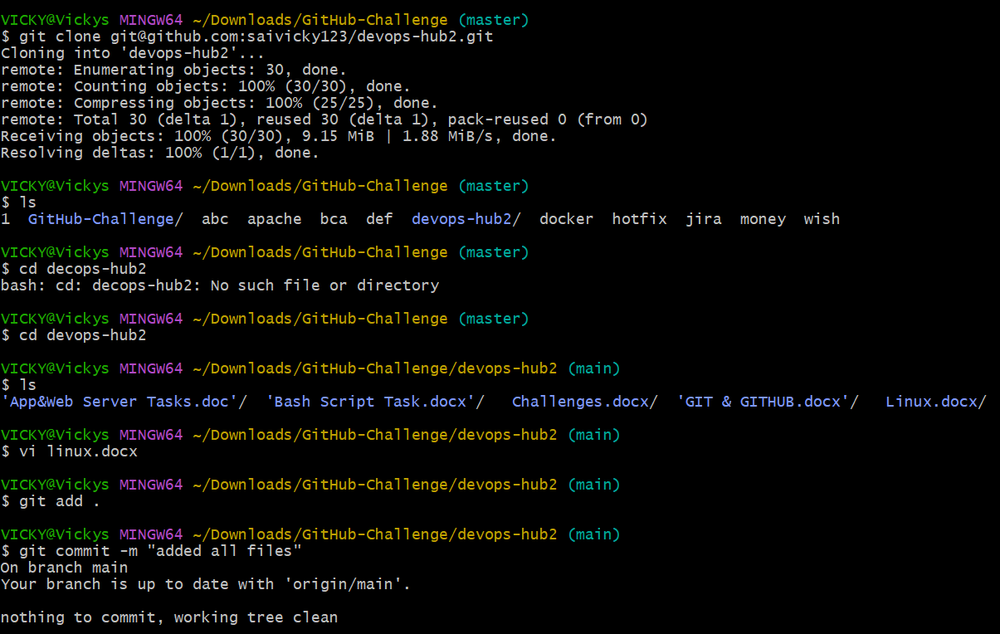 VICKY@Vickys MINGW64 ~/Downloads/GitHub-Challenge (master)
$ git clone git@github.com:saivicky123/devops-hub2.git
Cloning into 'devops-hub2'...
remote: Enumerating objects: 30, done.
remote: Counting objects: 100% (30/30), done.
remote: Compressing objects: 100% (25/25), done.
remote: Total 30 (delta 1), reused 30 (delta 1), pack-reused 0 (from 0)
Receiving objects: 100% (30/30), 9.15 MiB | 1.88 MiB/s, done.
Resolving deltas: 100% (1/1), done.
VICKY@Vickys MINGW64 ~/Downloads/GitHub-Challenge (master)
$ ls
1  GitHub-Challenge/  abc  apache  bca  def  devops-hub2/  docker  hotfix  jira  money  wish
VICKY@Vickys MINGW64 ~/Downloads/GitHub-Challenge (master)
$ cd decops-hub2
bash: cd: decops-hub2: No such file or directory
VICKY@Vickys MINGW64 ~/Downloads/GitHub-Challenge (master)
$ cd devops-hub2
VICKY@Vickys MINGW64 ~/Downloads/GitHub-Challenge/devops-hub2 (main)
$ ls
'App&Web Server Tasks.doc'/  'Bash Script Task.docx'/   Challenges.docx/  'GIT & GITHUB.docx'/   Linux.docx/
VICKY@Vickys MINGW64 ~/Downloads/GitHub-Challenge/devops-hub2 (main)
$ vi linux.docx
VICKY@Vickys MINGW64 ~/Downloads/GitHub-Challenge/devops-hub2 (main)
$ git add .
VICKY@Vickys MINGW64 ~/Downloads/GitHub-Challenge/devops-hub2 (main)
$ git commit -m "added all files"
On branch main
Your branch is up to date with 'origin/main'.
nothing to commit, working tree clean